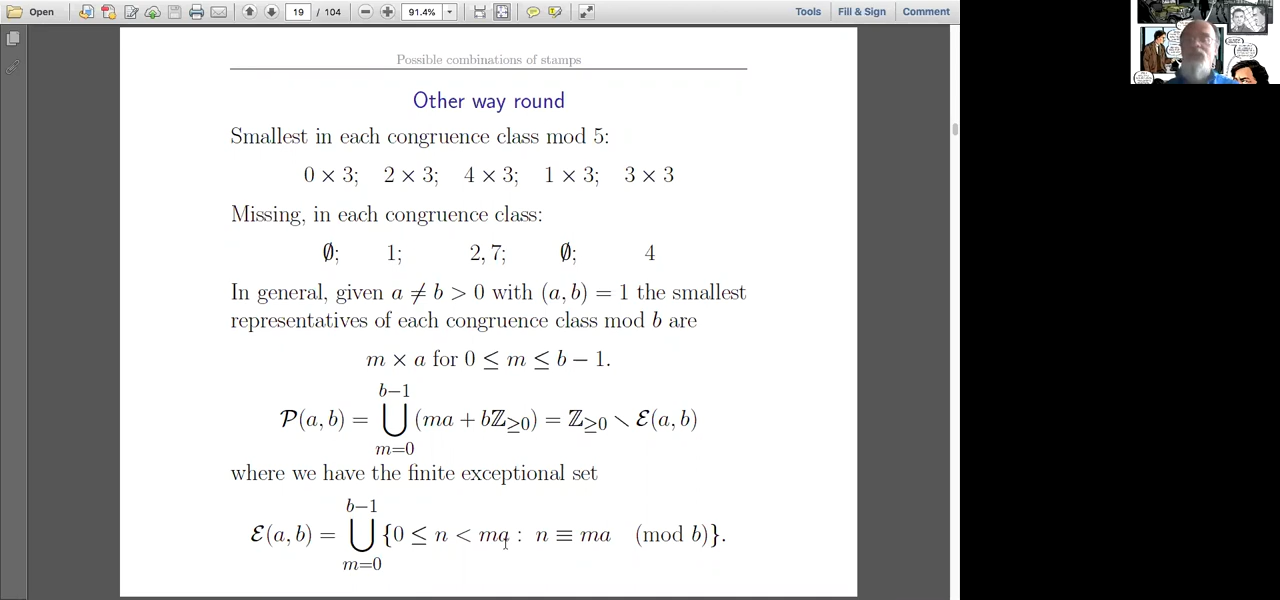 Open
19 / 104
91.4%
Tools
Fill & Sign
Comment
Possible combinations of stamps
Other way round
Smallest in each congruence class mod 5:
0 × 3; 2 × 3; 4 × 3; 1 × 3; 3 × 3
Missing, in each congruence class:
∅; 1; 2, 7; ∅; 4
In general, given a ≠ b > 0 with (a, b) = 1 the smallest
representatives of each congruence class mod b are
m × a for 0 ≤ m ≤ b − 1.
𝒫(a, b) = ⋃_{m=0}^{b−1} (ma + bℤ_{≥0}) = ℤ_{≥0} ∖ ℰ(a, b)
where we have the finite exceptional set
ℰ(a, b) = ⋃_{m=0}^{b−1} {0 ≤ n < ma : n ≡ ma (mod b)}.